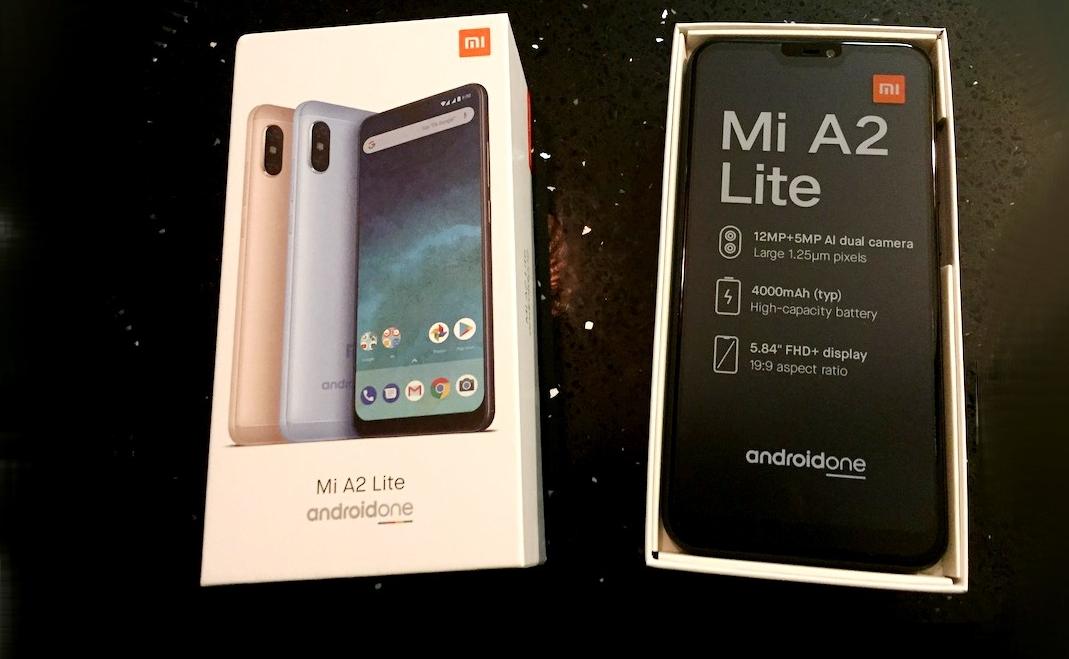 mi
Mi A2 Lite
androidone
mi
Mi A2
Lite
12MP+5MP AI dual camera
Large 1.25μm pixels
4000mAh (typ)
High-capacity battery
5.84" FHD+ display
19:9 aspect ratio
androidone